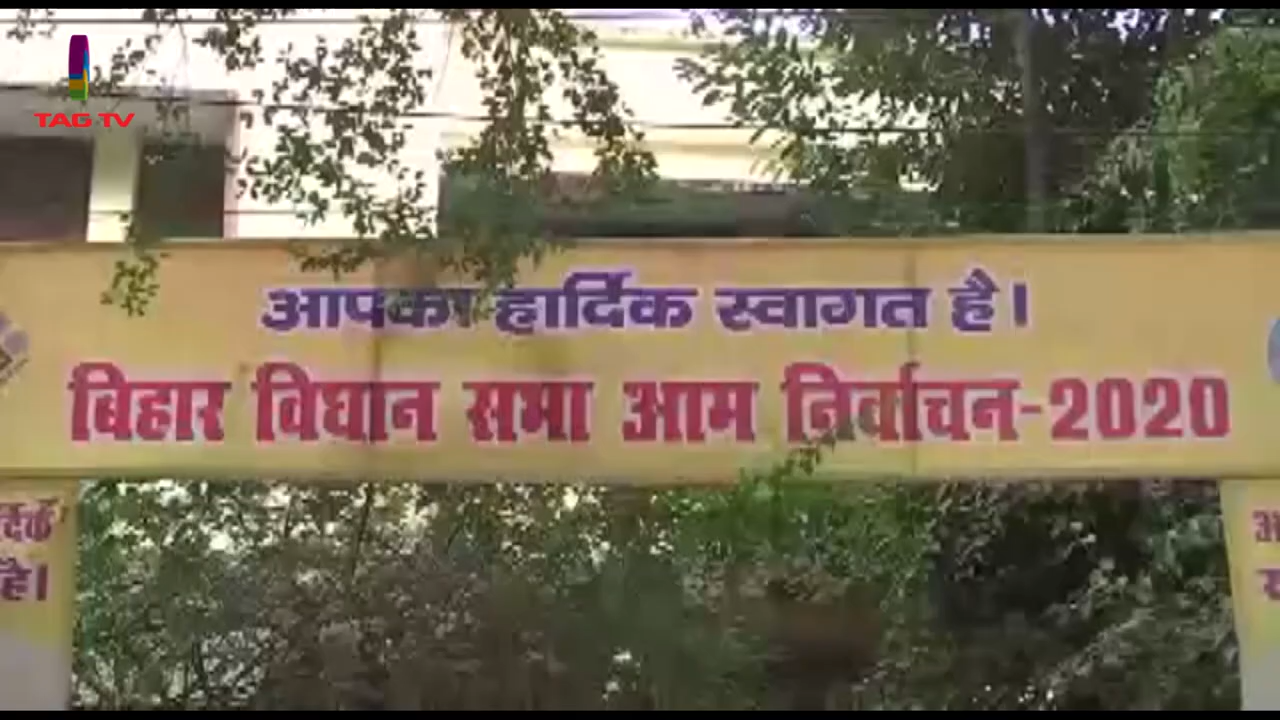 TAG TV
आपका हार्दिक स्वागत है।
बिहार विधान सभा आम निर्वाचन-2020
है।